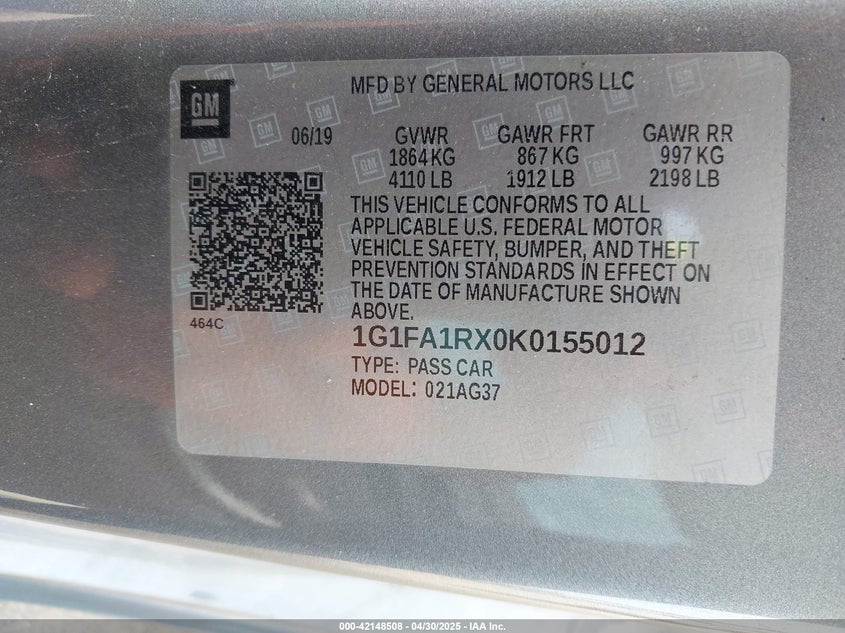 MFD BY GENERAL MOTORS LLC
GM
06/19 GVWR GAWR FRT GAWR RR
1864 KG 867 KG 997 KG
4110 LB 1912 LB 2198 LB
THIS VEHICLE CONFORMS TO ALL
APPLICABLE U.S. FEDERAL MOTOR
VEHICLE SAFETY, BUMPER, AND THEFT
PREVENTION STANDARDS IN EFFECT ON
THE DATE OF MANUFACTURE SHOWN
ABOVE.
464C
1G1FA1RX0K0155012
TYPE: PASS CAR
MODEL: 021AG37
000-42148508 - 04/30/2025 - IAA Inc.